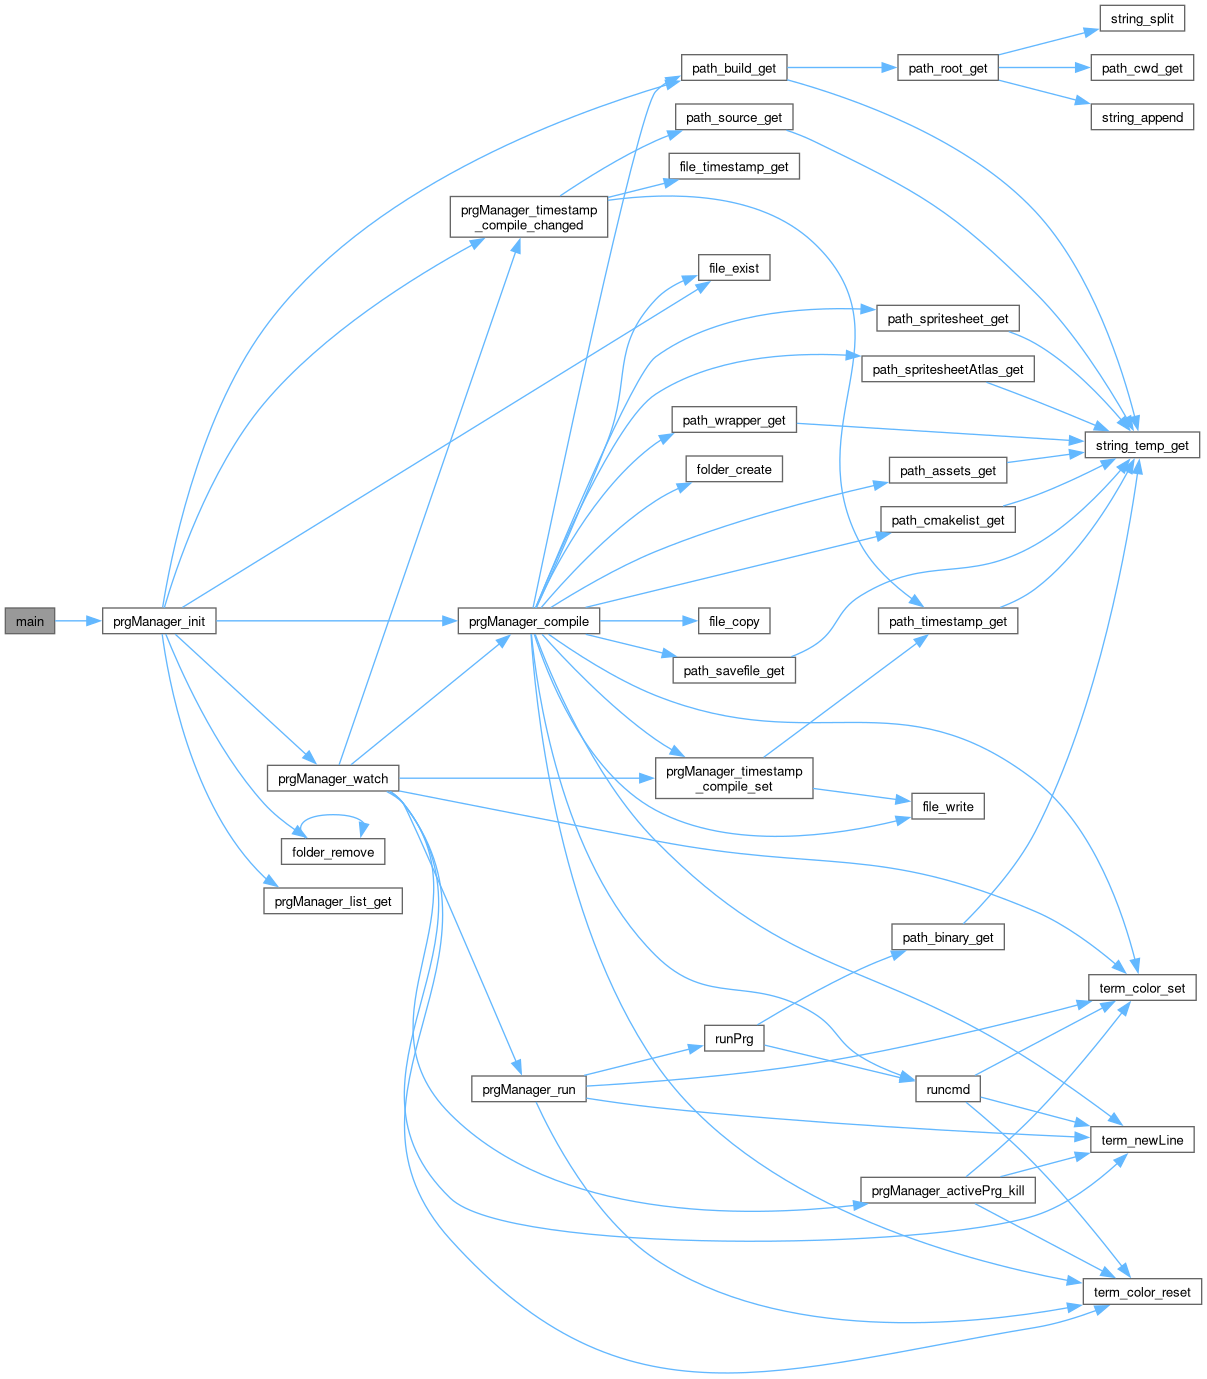 string_split
path_build_get
path_root_get
path_cwd_get
path_source_get
string_append
file_timestamp_get
prgManager_timestamp
_compile_changed
file_exist
path_spritesheet_get
path_spritesheetAtlas_get
path_wrapper_get
string_temp_get
folder_create
path_assets_get
path_cmakelist_get
main
prgManager_init
prgManager_compile
file_copy
path_timestamp_get
path_savefile_get
prgManager_watch
prgManager_timestamp
_compile_set
file_write
folder_remove
prgManager_list_get
path_binary_get
term_color_set
runPrg
prgManager_run
runcmd
term_newLine
prgManager_activePrg_kill
term_color_reset